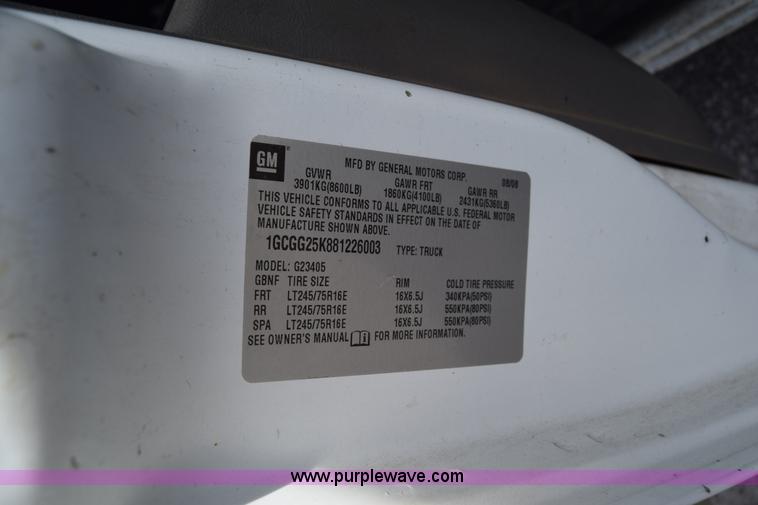 GM
MFD BY GENERAL MOTORS CORP. 08/08
GVWR GAWR FRT GAWR RR
3901KG(8600LB) 1860KG(4100LB) 2431KG(5360LB)
THIS VEHICLE CONFORMS TO ALL APPLICABLE U.S. FEDERAL MOTOR
VEHICLE SAFETY STANDARDS IN EFFECT ON THE DATE OF
MANUFACTURE SHOWN ABOVE.
1GCGG25K881226003 TYPE: TRUCK
MODEL: G23405
GBNF TIRE SIZE RIM COLD TIRE PRESSURE
FRT LT245/75R16E 16X6.5J 340KPA(50PSI)
RR LT245/75R16E 16X6.5J 550KPA(80PSI)
SPA LT245/75R16E 16X6.5J 550KPA(80PSI)
SEE OWNER'S MANUAL FOR MORE INFORMATION.
www.purplewave.com